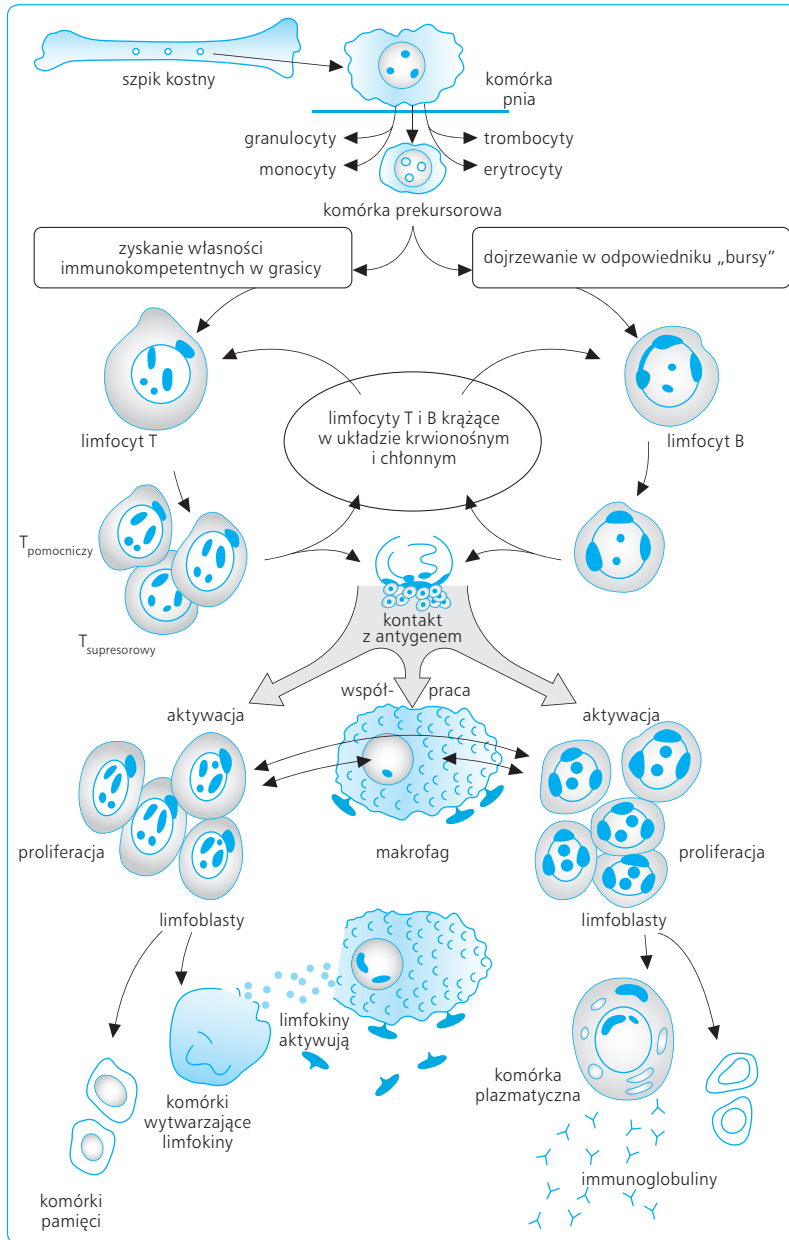 szpik kostny
komórka
pnia
granulocyty
trombocyty
monocyty
erytrocyty
komórka prekursorowa
zyskanie własności
immunokompetentnych w grasicy
dojrzewanie w odpowiedniku „bursy”
limfocyty T i B krążące
w układzie krwionośnym
i chłonnym
limfocyt T
limfocyt B
Tpomocniczy
Tsupresorowy
kontakt
z antygenem
współ- praca
aktywacja
aktywacja
proliferacja
makrofag
proliferacja
limfoblasty
limfoblasty
limfokiny
aktywują
komórki
wytwarzające
limfokiny
komórka
plazmatyczna
immunoglobuliny
komórki
pamięci